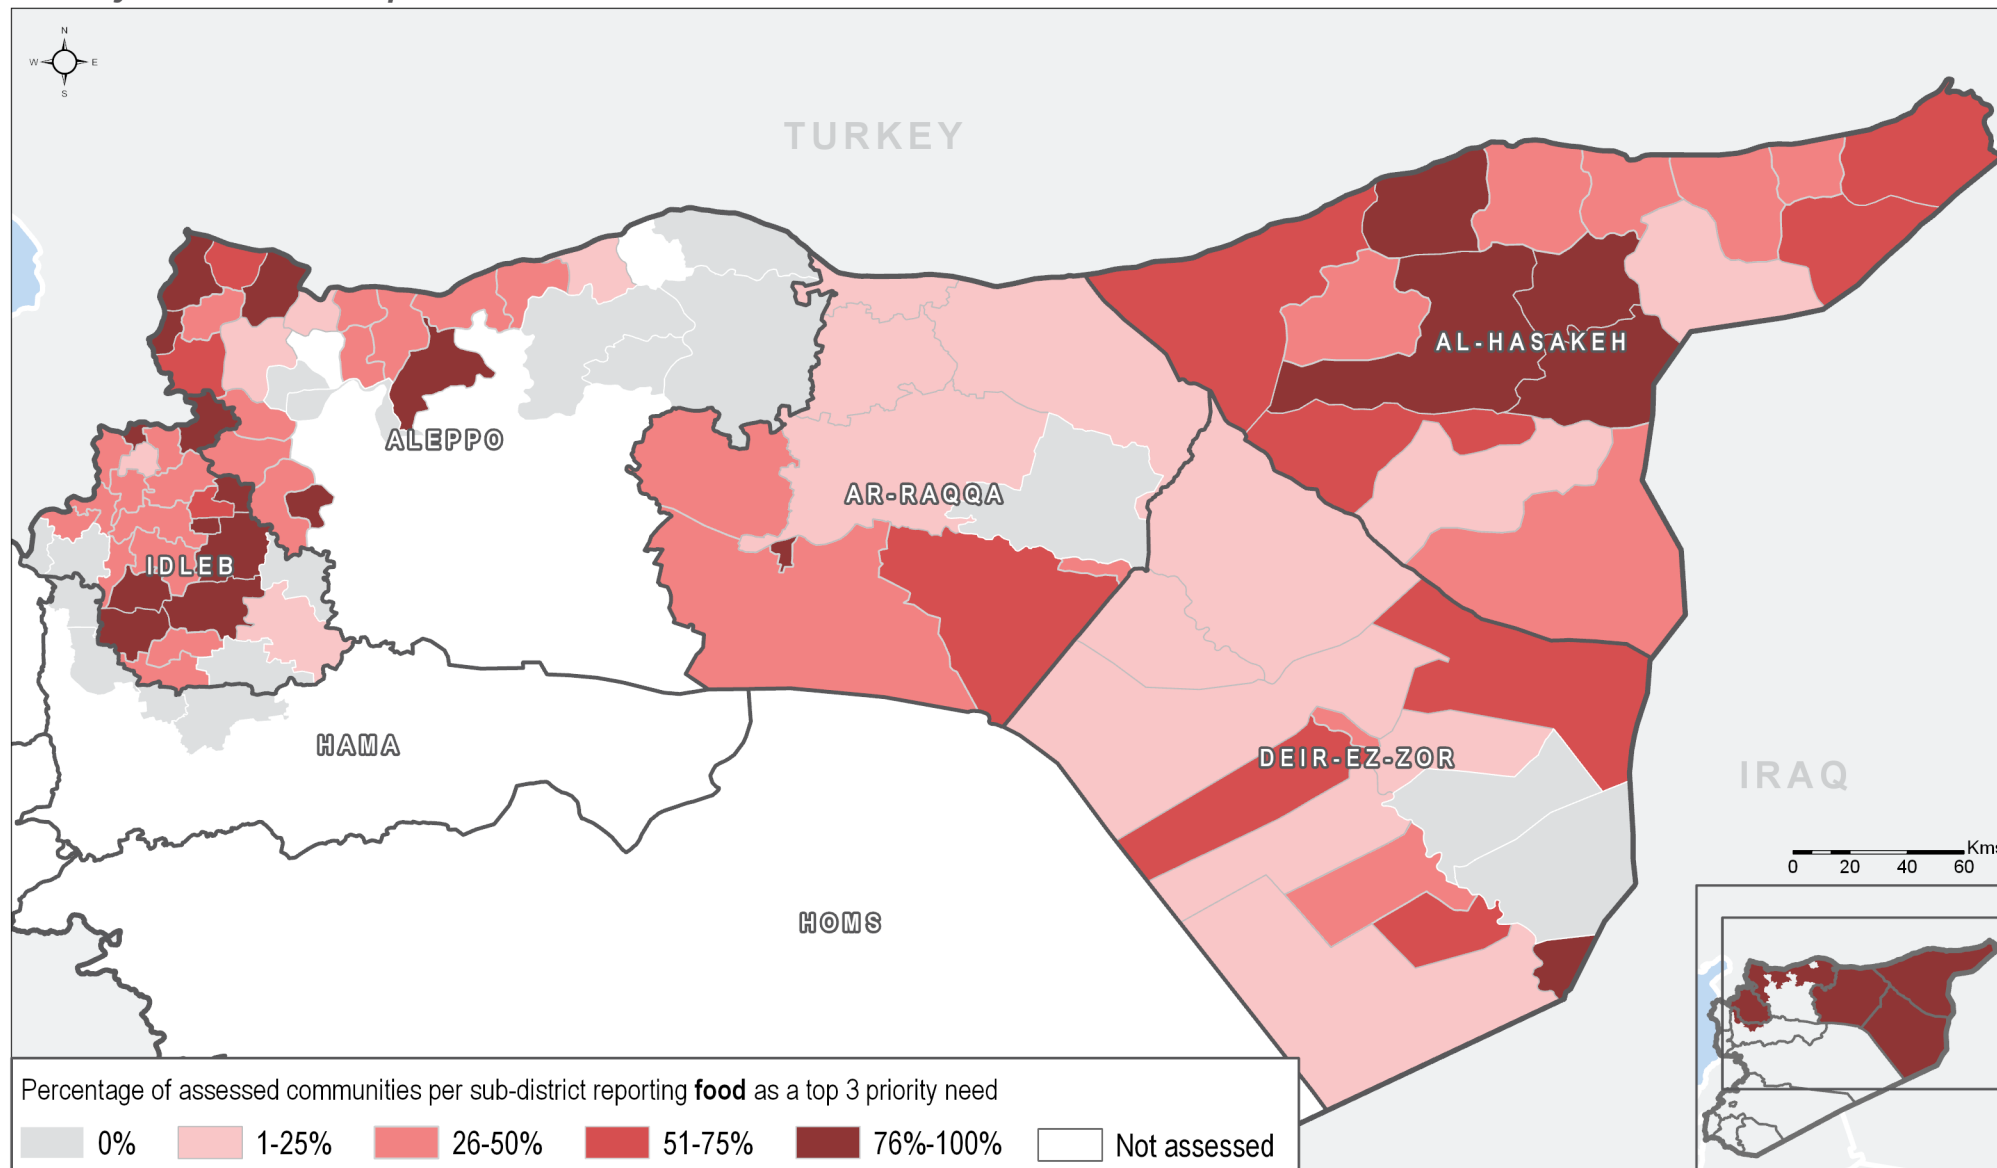 N
W E
S
TURKEY
AL-HASAKEH
ALEPPO
AR-RAQQA
IDLEB
HAMA
DEIR-EZ-ZOR
IRAQ
HOMS
Kms
0 20 40 60
Percentage of assessed communities per sub-district reporting food as a top 3 priority need
0% 1-25% 26-50% 51-75% 76%-100% Not assessed